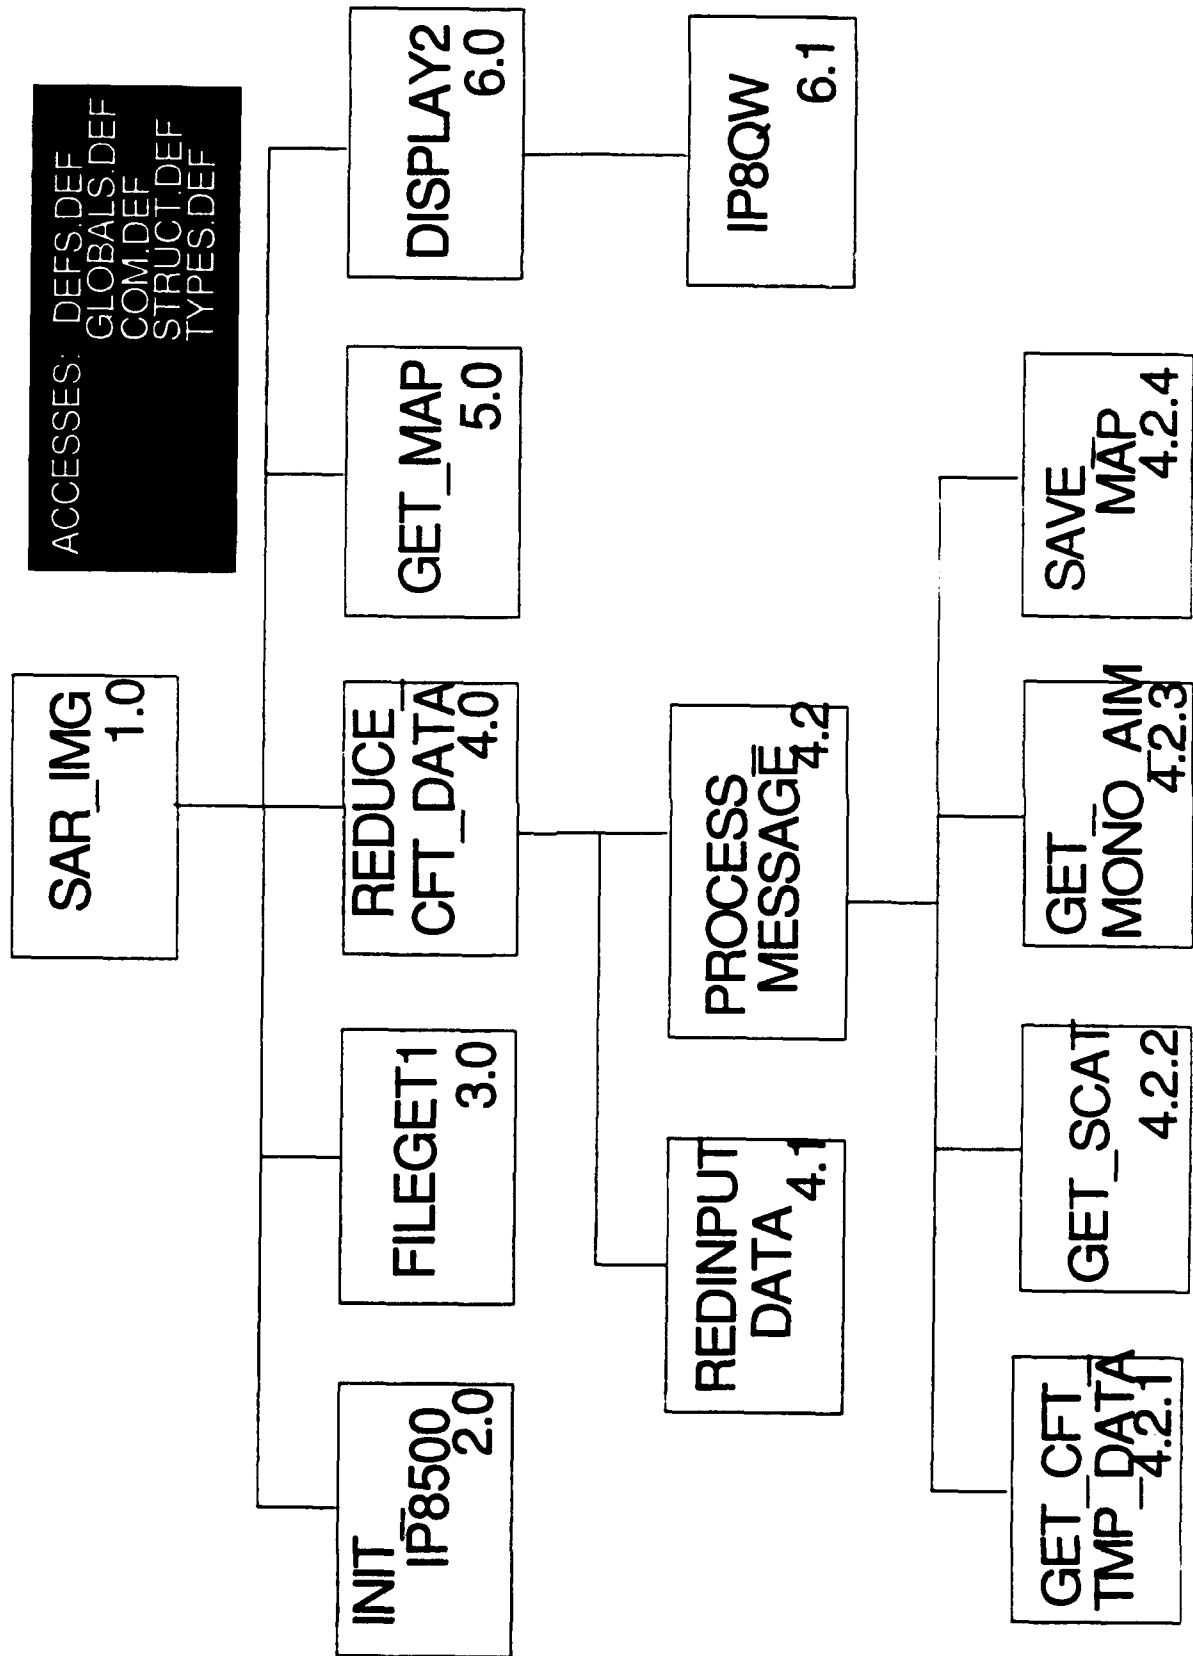 ACCESSES: DEFS.DEF
GLOBALS.DEF
COM.DEF
STRUCT.DEF
TYPES.DEF
SAR_IMG
1.0
INIT_
IP8500
2.0
FILEGET1
3.0
REDUCE_
CFT_DATA
4.0
GET_MAP
5.0
DISPLAY2
6.0
REDINPUT
DATA
4.1
PROCESS_
MESSAGE
4.2
IP8QW
6.1
GET_CFT_
TMP_DATA
4.2.1
GET_SCAT
4.2.2
GET_
MONO_AIM
4.2.3
SAVE_
MAP
4.2.4